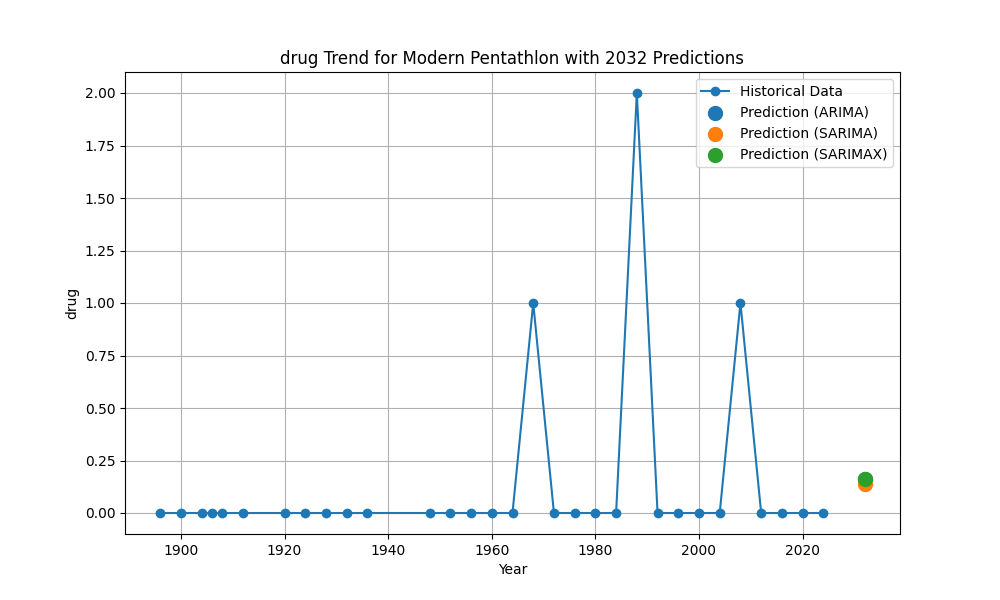 drug Trend for Modern Pentathlon with 2032 Predictions
Historical Data
Prediction (ARIMA)
Prediction (SARIMA)
Prediction (SARIMAX)
2.00
1.75
1.50
1.25
1.00
0.75
0.50
0.25
0.00
drug
1900
1920
1940
1960
1980
2000
2020
Year